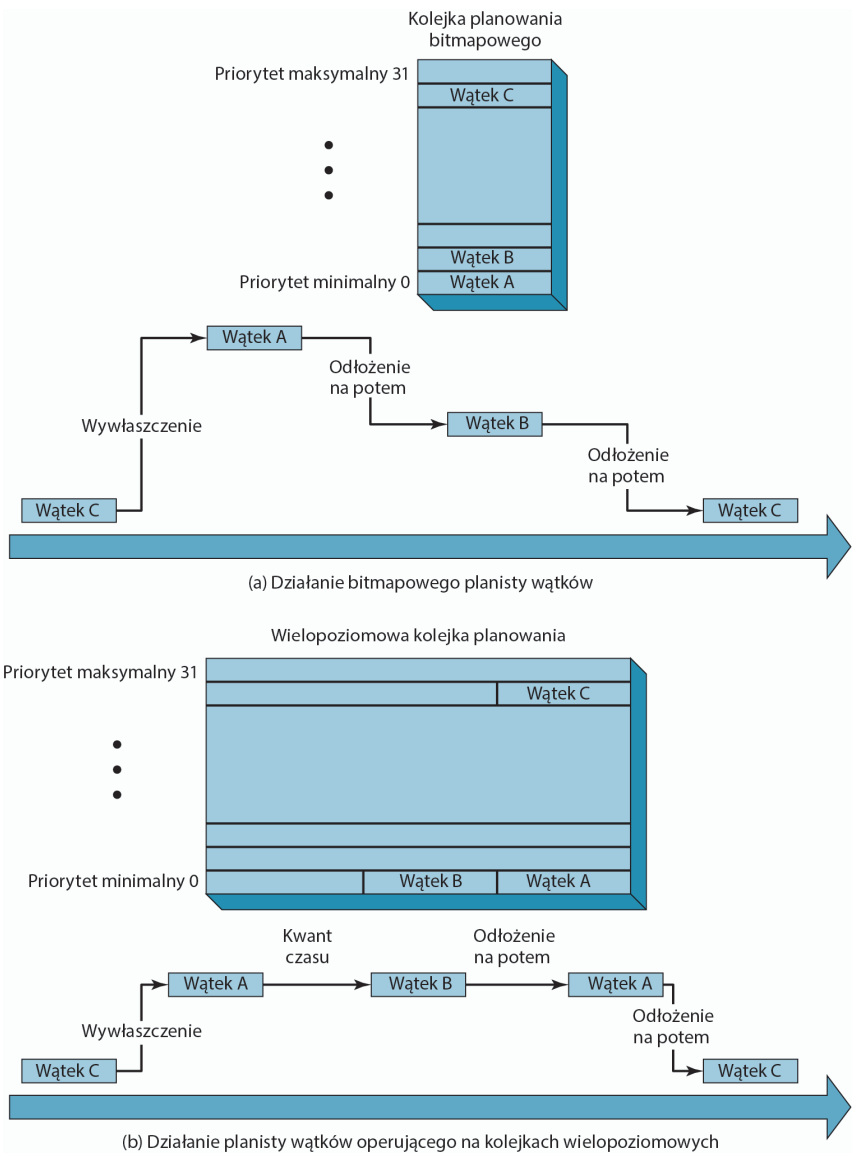 Kolejka planowania
bitmapowego
Priorytet maksymalny 31
Wątek C
Wątek B
Priorytet minimalny 0
Wątek A
Wątek A
Odłożenie
na potem
Wywłaszczenie
Wątek B
Odłożenie
na potem
Wątek C
Wątek C
(a) Działanie bitmapowego planisty wątków
Wielopoziomowa kolejka planowania
Priorytet maksymalny 31
Wątek C
Priorytet minimalny 0
Wątek B
Wątek A
Kwant
czasu
Odłożenie
na potem
Wątek A
Wątek B
Wątek A
Wywłaszczenie
Odłożenie
na potem
Wątek C
Wątek C
(b) Działanie planisty wątków operującego na kolejkach wielopoziomowych